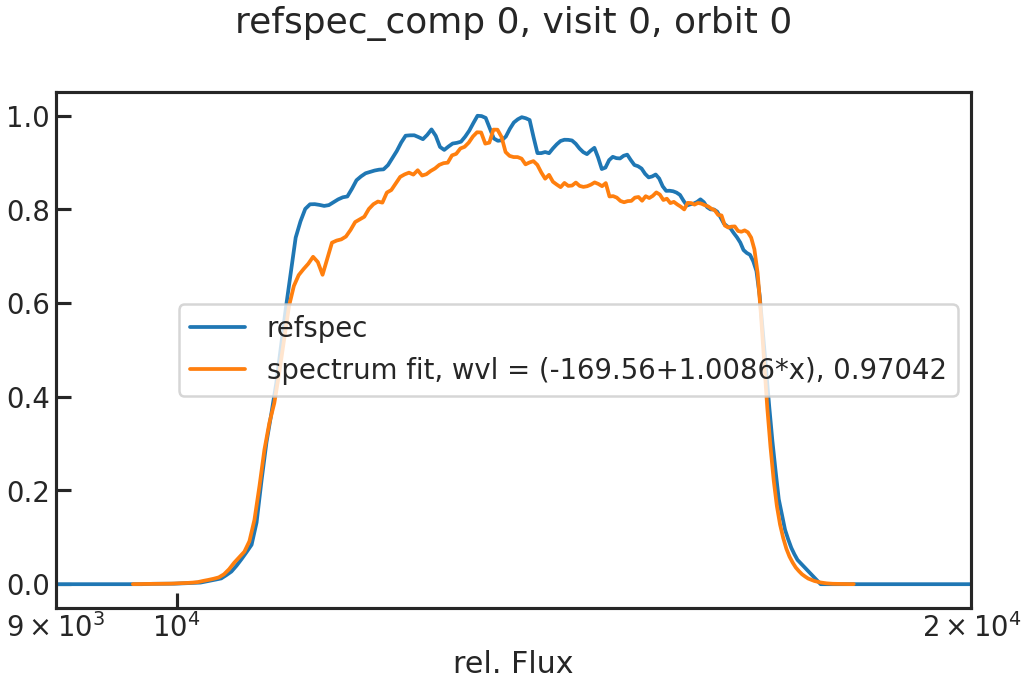 refspec_comp 0, visit 0, orbit 0
1.0
0.8
0.6
0.4
0.2
0.0
refspec
spectrum fit, wvl = (-169.56+1.0086*x), 0.97042
9 × 10³ 10⁴ 2 × 10⁴
rel. Flux